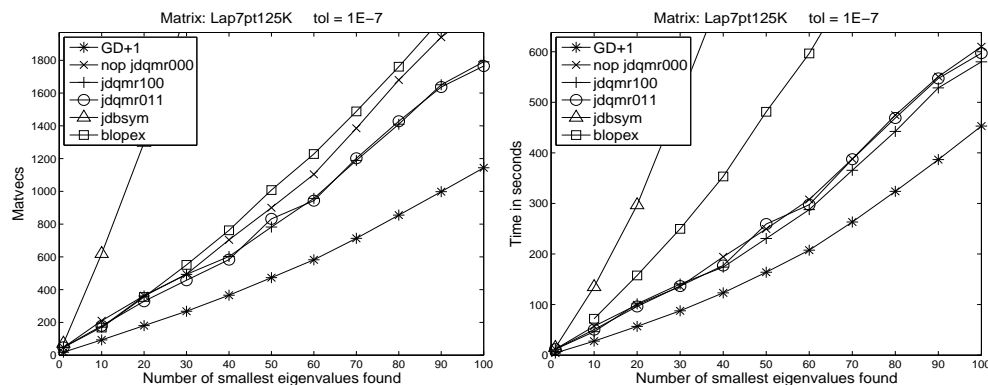 Matrix: Lap7pt125K tol = 1E-7
Matvecs
1800
1600
1400
1200
1000
800
600
400
200
0
GD+1
nop jdqmr000
jdqmr100
jdqmr011
jdbsym
blopex
1 10 20 30 40 50 60 70 80 90 100
Number of smallest eigenvalues found
Matrix: Lap7pt125K tol = 1E-7
Time in seconds
600
500
400
300
200
100
0
GD+1
nop jdqmr000
jdqmr100
jdqmr011
jdbsym
blopex
1 10 20 30 40 50 60 70 80 90 100
Number of smallest eigenvalues found